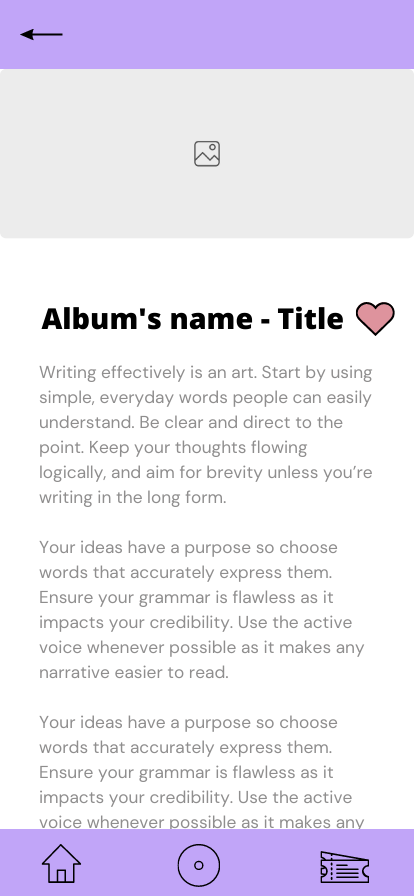 Album's name - Title
Writing effectively is an art. Start by using
simple, everyday words people can easily
understand. Be clear and direct to the
point. Keep your thoughts flowing
logically, and aim for brevity unless you’re
writing in the long form.
Your ideas have a purpose so choose
words that accurately express them.
Ensure your grammar is flawless as it
impacts your credibility. Use the active
voice whenever possible as it makes any
narrative easier to read.
Your ideas have a purpose so choose
words that accurately express them.
Ensure your grammar is flawless as it
impacts your credibility. Use the active
voice whenever possible as it makes any